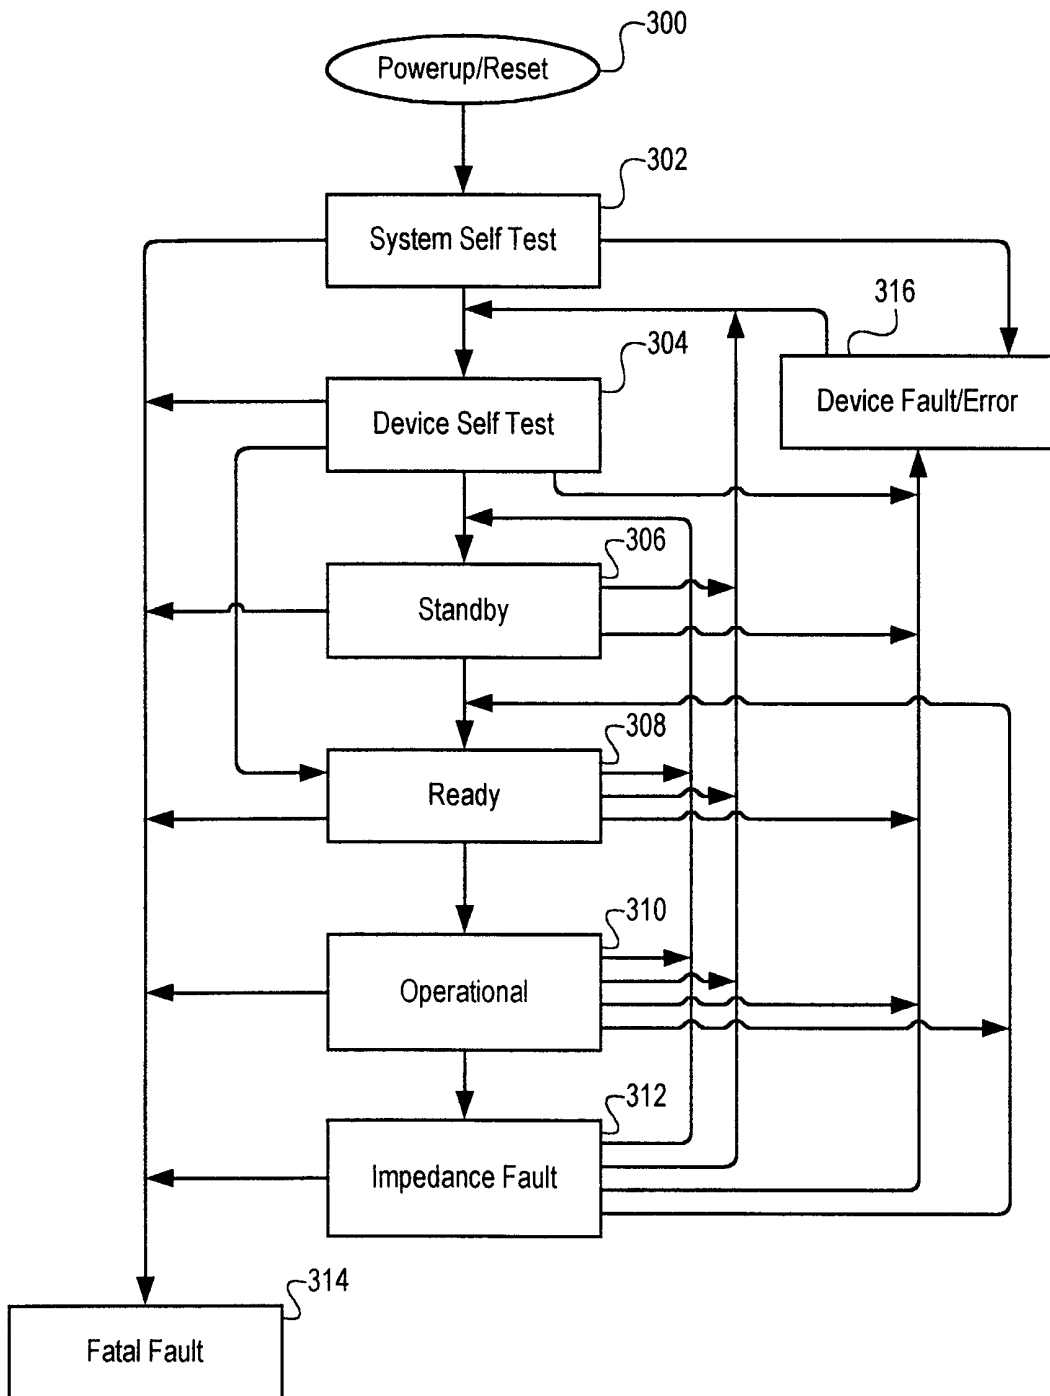 300
Powerup/Reset
302
System Self Test
316
304
Device Fault/Error
Device Self Test
306
Standby
308
Ready
310
Operational
312
Impedance Fault
314
Fatal Fault